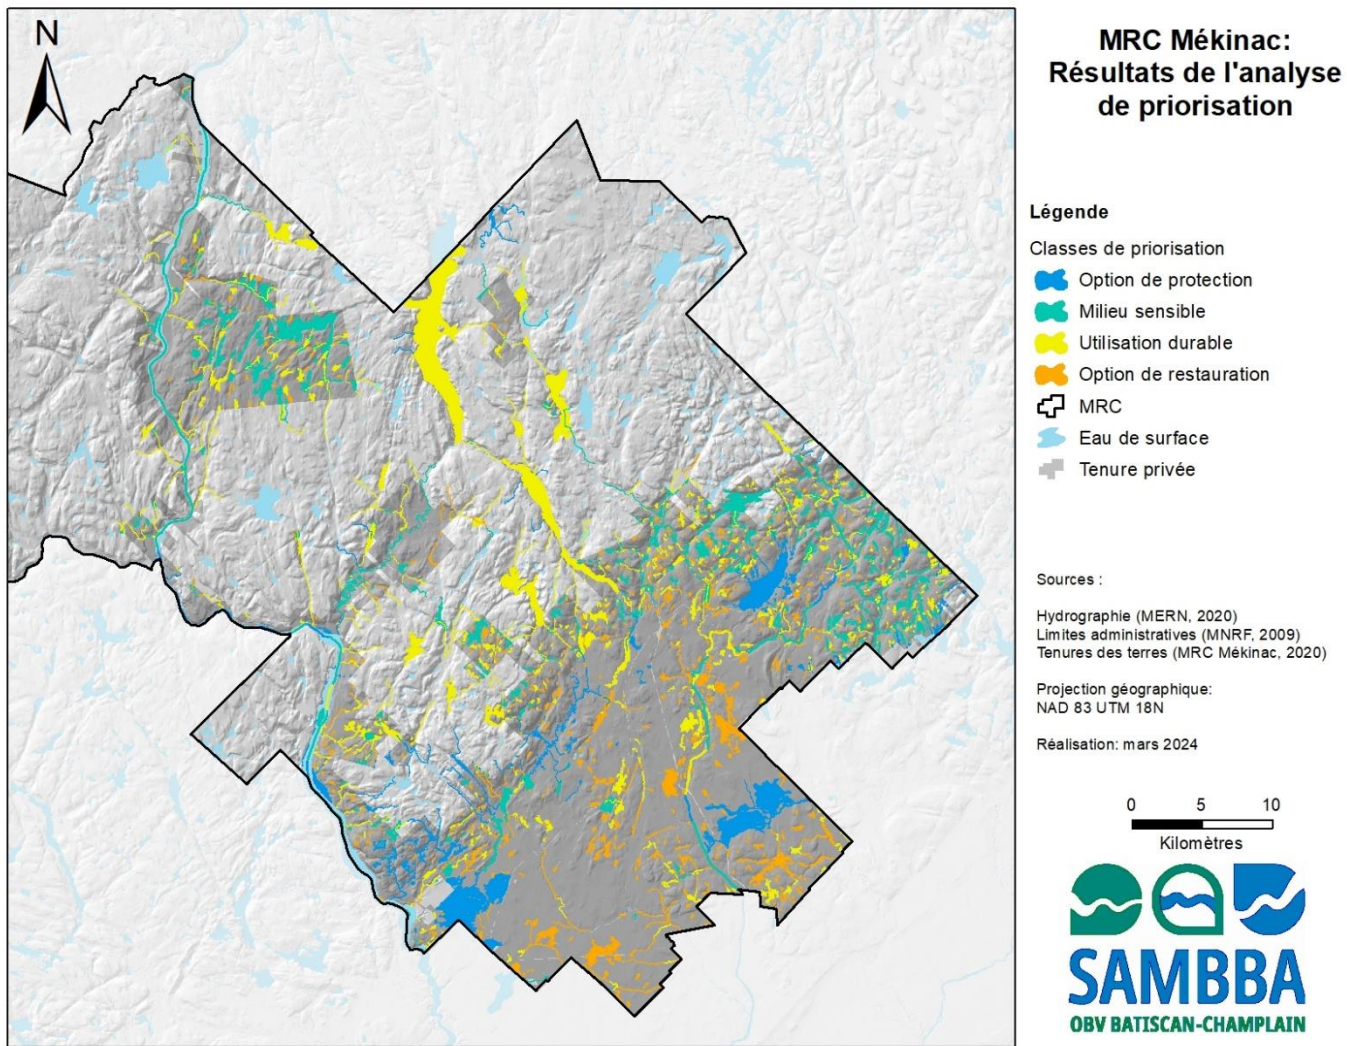 N
MRC Mékinac:
Résultats de l'analyse
de priorisation
Légende
Classes de priorisation
Option de protection
Milieu sensible
Utilisation durable
Option de restauration
MRC
Eau de surface
Tenure privée
Sources :
Hydrographie (MERN, 2020)
Limites administratives (MNRF, 2009)
Tenures des terres (MRC Mékinac, 2020)
Projection géographique:
NAD 83 UTM 18N
Réalisation: mars 2024
0 5 10
Kilomètres
SAMBBA
OBV BATISCAN-CHAMPLAIN